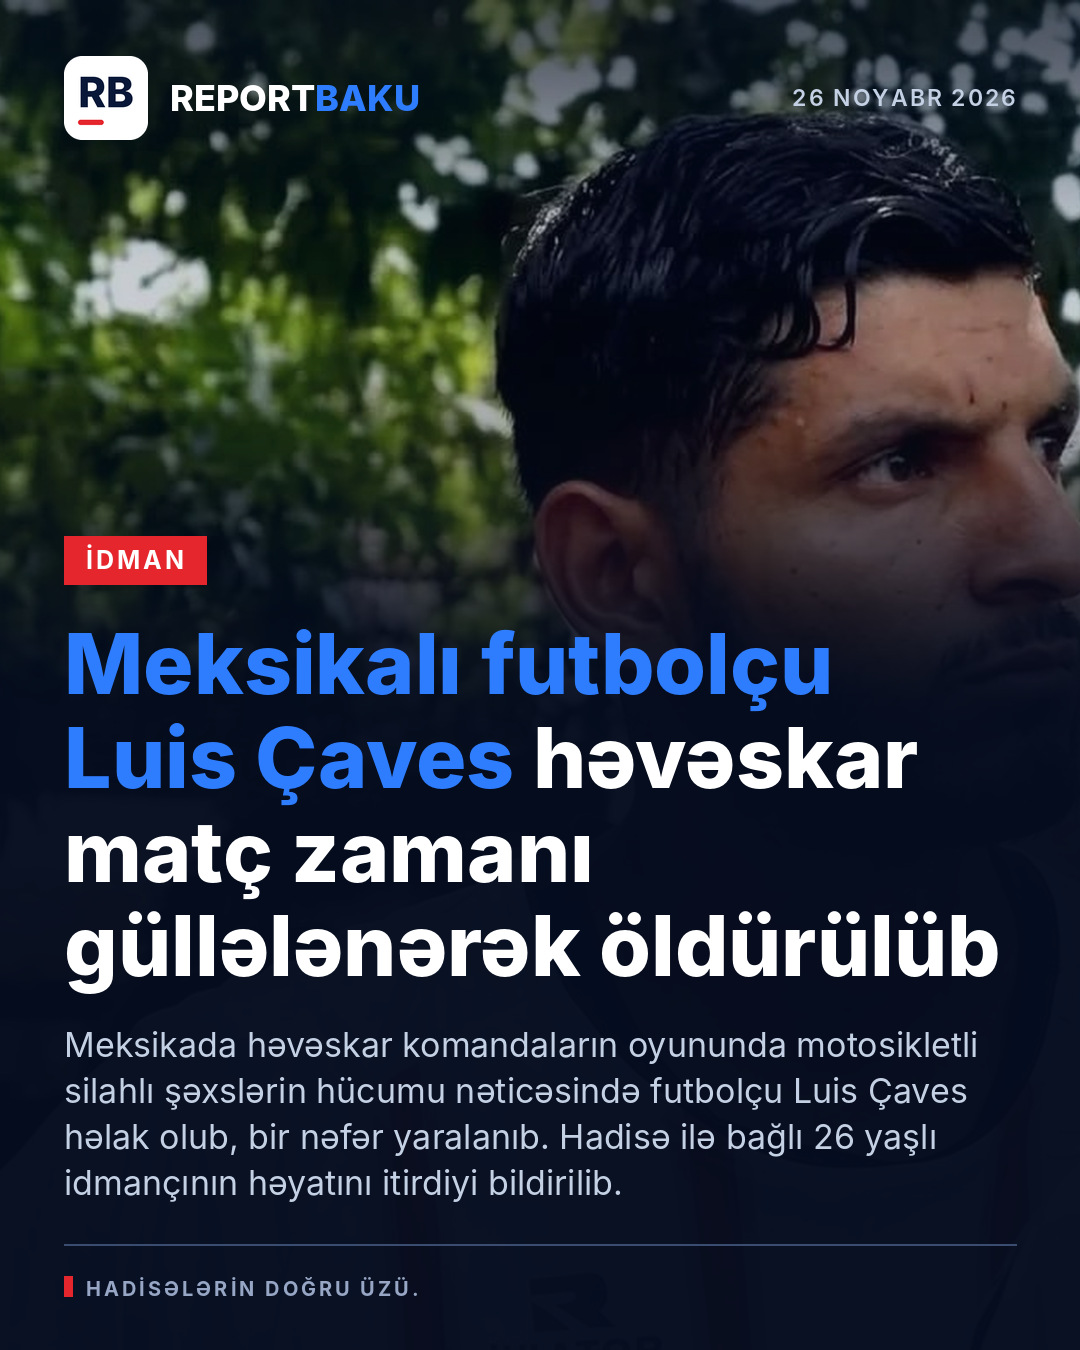 RB
REPORTBAKU
26 NOYABR 2026
İDMAN
Meksikalı futbolçu
Luis Çaves həvəskar
matç zamanı
güllələnərək öldürülüb
Meksikada həvəskar komandaların oyununda motosikletli
silahlı şəxslərin hücumu nəticəsində futbolçu Luis Çaves
həlak olub, bir nəfər yaralanıb. Hadisə ilə bağlı 26 yaşlı
idmançının həyatını itirdiyi bildirilib.
HADİSƏLƏRİN DOĞRU ÜZÜ.